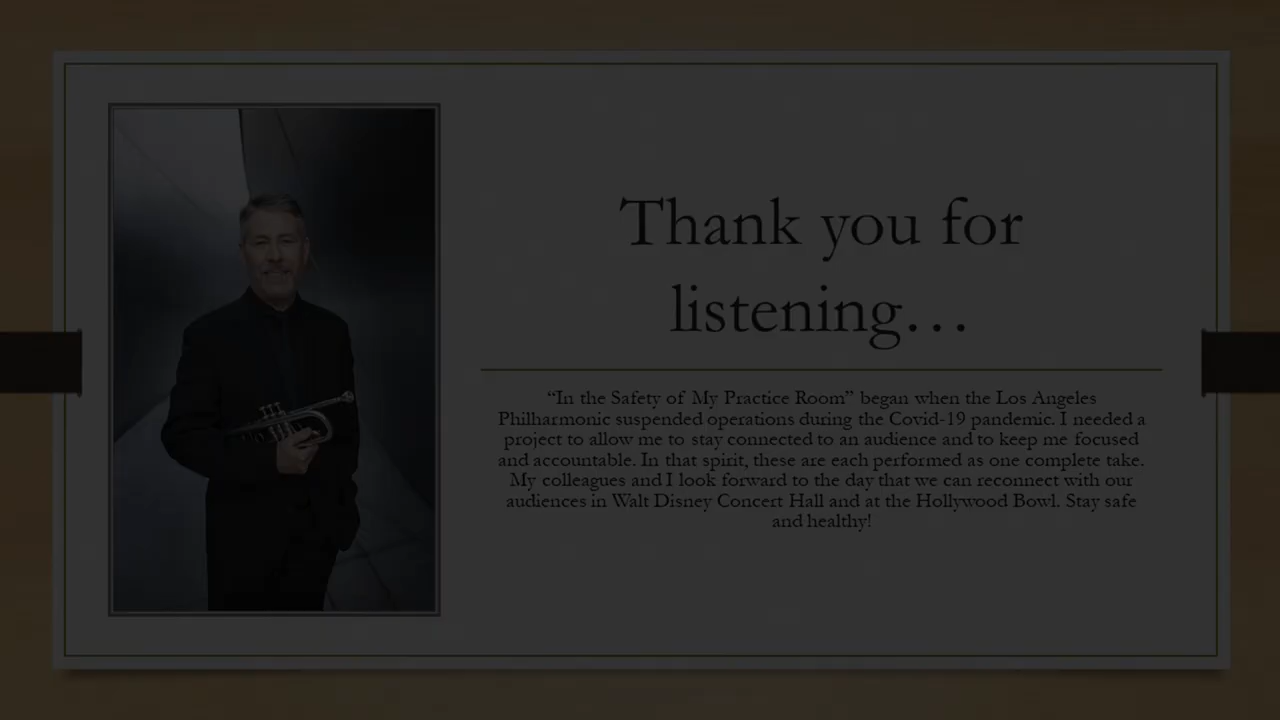 Thank you for
listening…
“In the Safety of My Practice Room” began when the Los Angeles
Philharmonic suspended operations during the Covid-19 pandemic. I needed a
project to allow me to stay connected to an audience and to keep me focused
and accountable. In that spirit, these are each performed as one complete take.
My colleagues and I look forward to the day that we can reconnect with our
audiences in Walt Disney Concert Hall and at the Hollywood Bowl. Stay safe
and healthy!